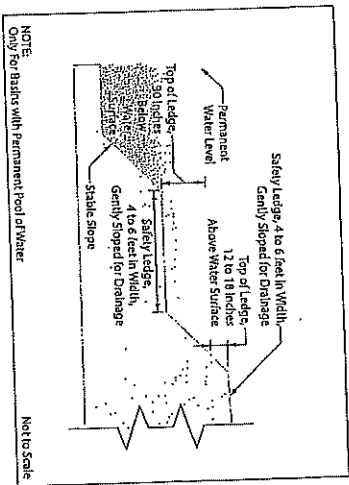 Safety Ledge, 4 to 6 feet in Width,
Gently Sloped for Drainage
Top of Ledge,
12 to 18 Inches
Above Water Surface
Permanent
Water Level
Top of Ledge,
30 Inches
Below
Water
Surface
Safety Ledge,
4 to 6 feet in Width,
Gently Sloped for Drainage
Stable Slope
NOTE:
Only For Basins with Permanent Pool of Water
Not to Scale